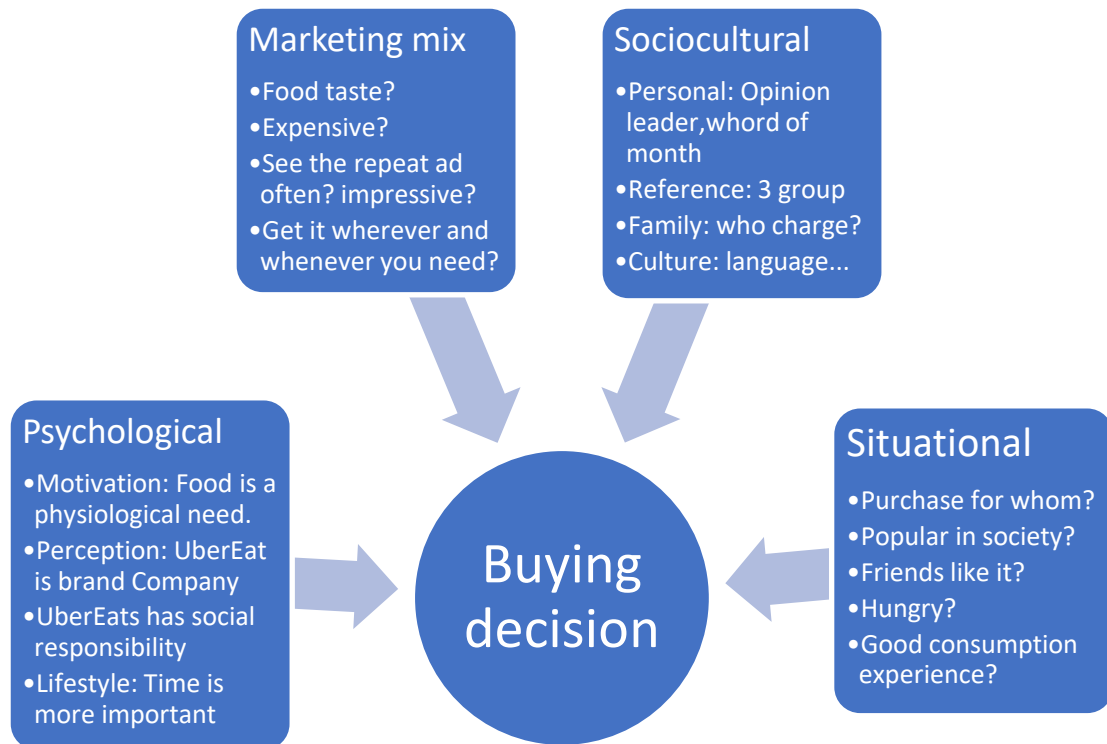 Marketing mix
•Food taste?
•Expensive?
•See the repeat ad
often? impressive?
•Get it wherever and
whenever you need?
Sociocultural
•Personal: Opinion
leader,whord of
month
•Reference: 3 group
•Family: who charge?
•Culture: language...
Psychological
•Motivation: Food is a
physiological need.
•Perception: UberEat
is brand Company
•UberEats has social
responsibility
•Lifestyle: Time is
more important
Buying
decision
Situational
•Purchase for whom?
•Popular in society?
•Friends like it?
•Hungry?
•Good consumption
experience?